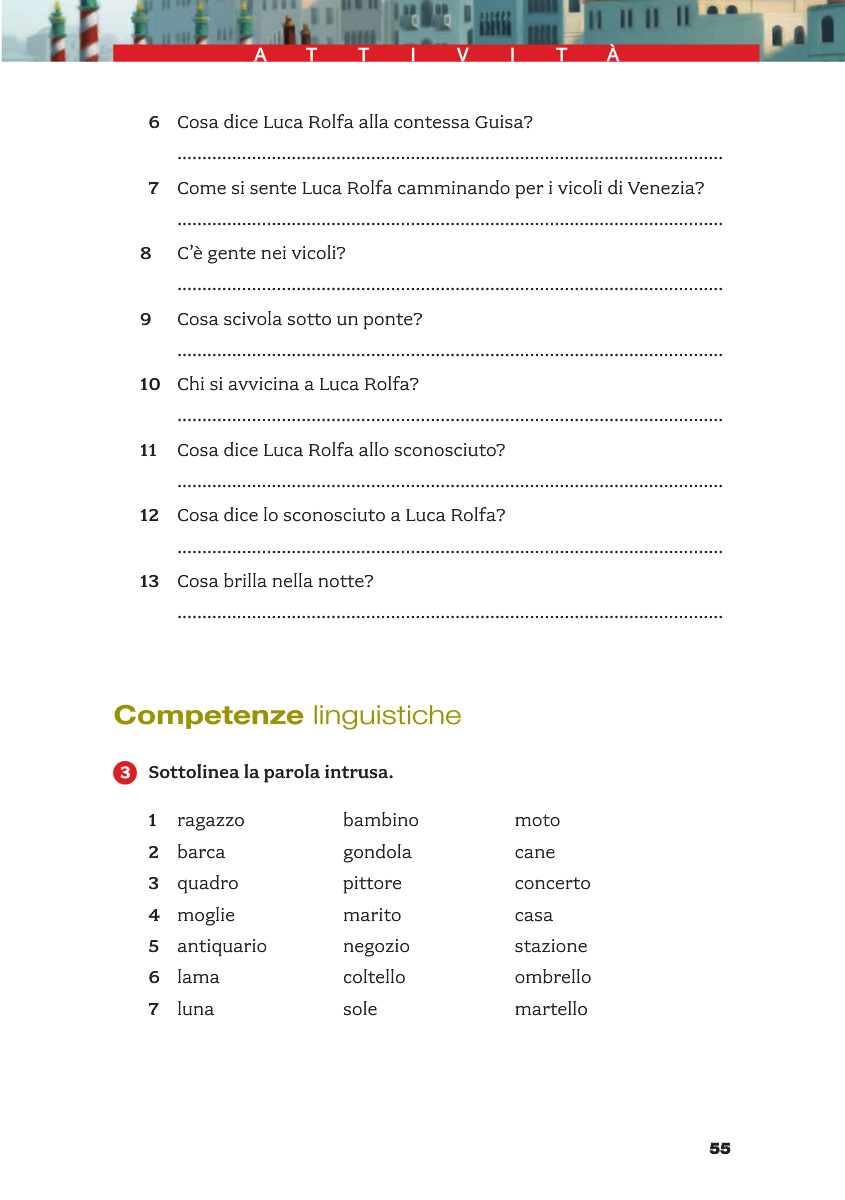 ATTIVITÀ
6 Cosa dice Luca Rolfa alla contessa Guisa?
7 Come si sente Luca Rolfa camminando per i vicoli di Venezia?
8 C’è gente nei vicoli?
9 Cosa scivola sotto un ponte?
10 Chi si avvicina a Luca Rolfa?
11 Cosa dice Luca Rolfa allo sconosciuto?
12 Cosa dice lo sconosciuto a Luca Rolfa?
13 Cosa brilla nella notte?
Competenze linguistiche
3 Sottolinea la parola intrusa.
1 ragazzo bambino moto
2 barca gondola cane
3 quadro pittore concerto
4 moglie marito casa
5 antiquario negozio stazione
6 lama coltello ombrello
7 luna sole martello
55